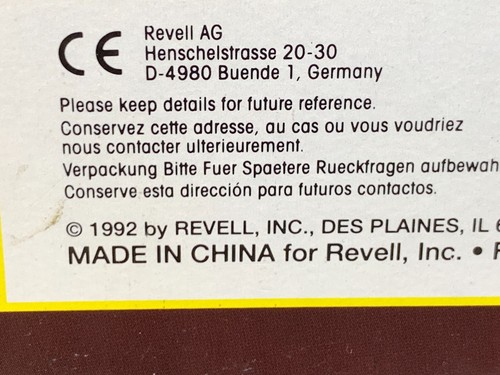 CE
Revell AG
Henschelstrasse 20-30
D-4980 Buende 1, Germany
Please keep details for future reference.
Conservez cette adresse, au cas ou vous voudriez
nous contacter ulterieurement.
Verpackung Bitte Fuer Spaetere Rueckfragen aufbewah
Conserve esta dirección para futuros contactos.
© 1992 by REVELL, INC., DES PLAINES, IL
MADE IN CHINA for Revell, Inc. •